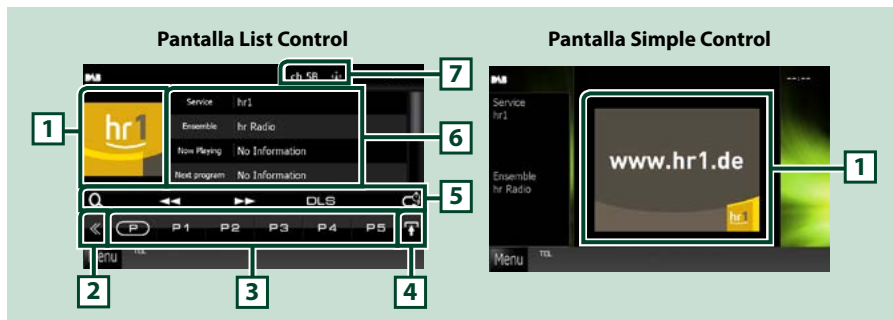 Pantalla List Control
Pantalla Simple Control
7
DAB
ch 5B
1
hr1
Service hr1
Ensemble hr Radio
Now Playing No Information
Next program No Information
6
DLS
5
P P1 P2 P3 P4 P5
Menu
TEL
2
3
4
DAB
--:--
Service
hr1
Ensemble
hr Radio
www.hr1.de
hr1
1
Menu
TEL